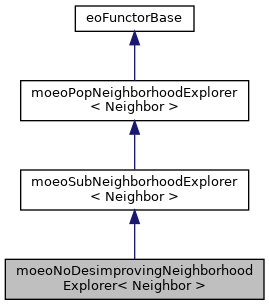 eoFunctorBase
moeoPopNeighborhoodExplorer
< Neighbor >
moeoSubNeighborhoodExplorer
< Neighbor >
moeoNoDesimprovingNeighborhood
Explorer< Neighbor >